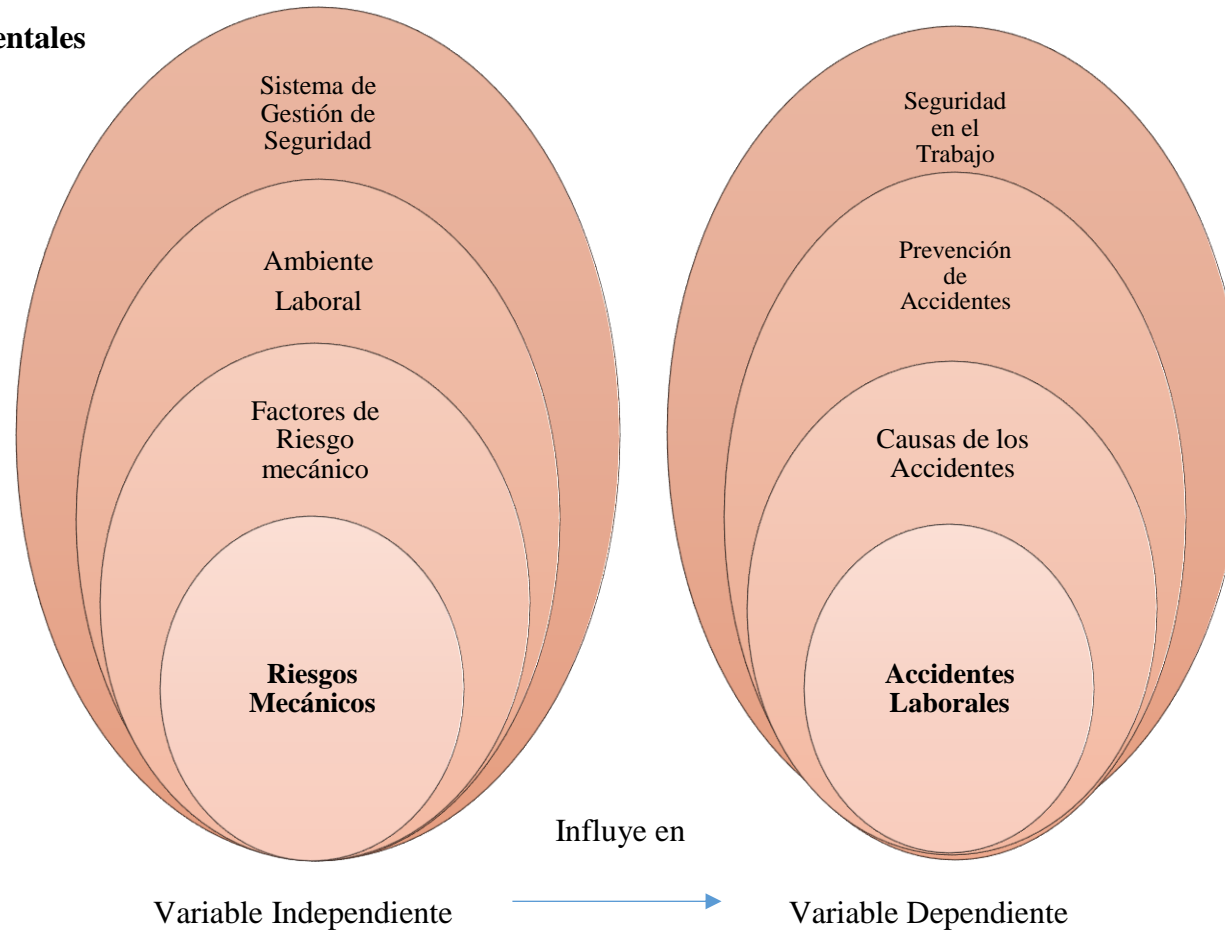 entales
Sistema de
Gestión de
Seguridad
Ambiente
Laboral
Factores de
Riesgo
mecánico
Riesgos
Mecánicos
Seguridad
en el
Trabajo
Prevención
de
Accidentes
Causas de los
Accidentes
Accidentes
Laborales
Influye en
Variable Independiente
Variable Dependiente